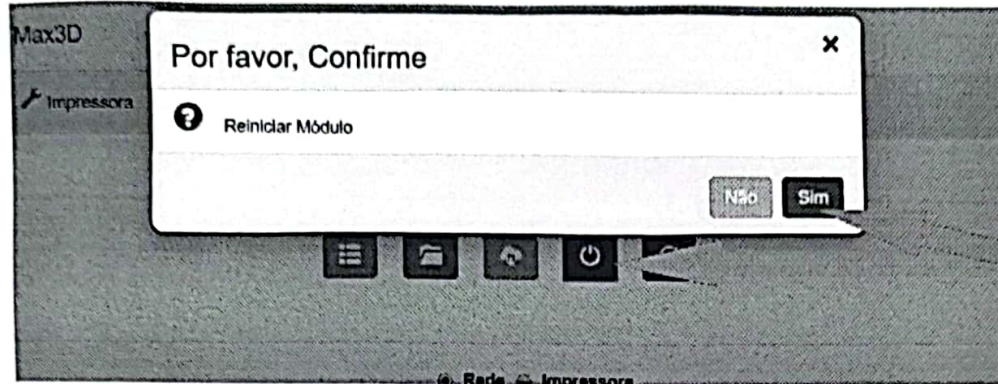 Max3D
Por favor, Confirme
Impressora
Reiniciar Módulo
Não
Sim
Rede
Impressora